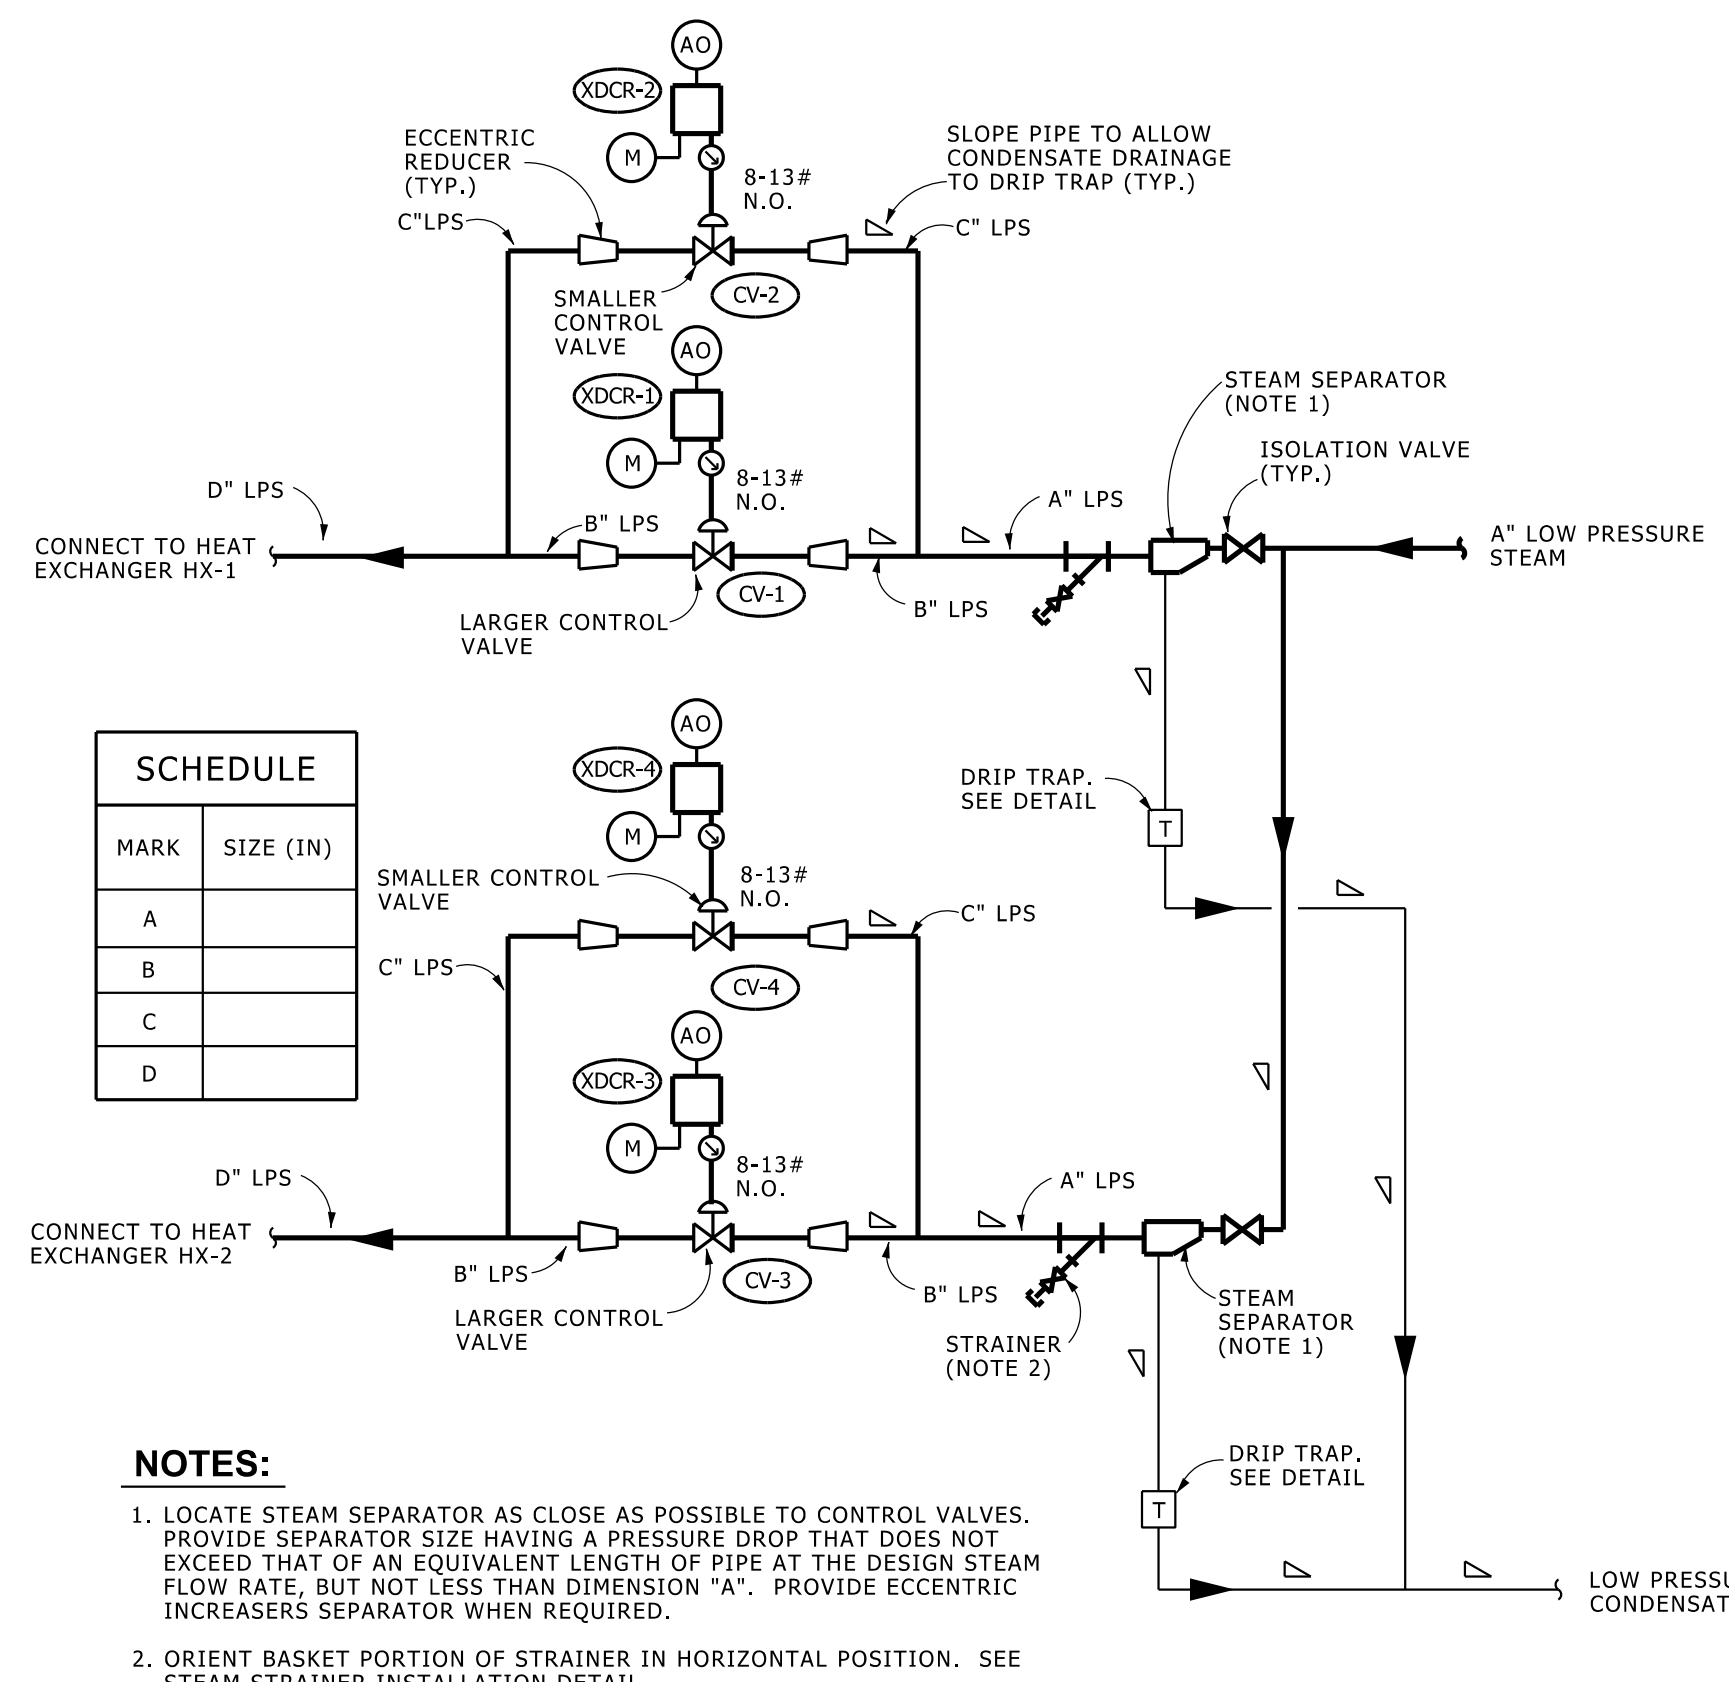 AO
XDCR-2
ECCENTRIC
REDUCER
(TYP.)
M
8-13#
N.O.
SLOPE PIPE TO ALLOW
CONDENSATE DRAINAGE
TO DRIP TRAP (TYP.)
C"LPS
C" LPS
SMALLER
CONTROL
VALVE
CV-2
AO
XDCR-1
STEAM SEPARATOR
(NOTE 1)
M
8-13#
N.O.
ISOLATION VALVE
(TYP.)
D" LPS
B" LPS
A" LPS
CONNECT TO HEAT
EXCHANGER HX-1
A" LOW PRESSURE
STEAM
LARGER CONTROL
VALVE
CV-1
B" LPS
AO
XDCR-4
M
8-13#
N.O.
SMALLER CONTROL
VALVE
C" LPS
C" LPS
CV-4
DRIP TRAP.
SEE DETAIL
T
SCHEDULE
MARK SIZE (IN)
A
B
C
D
AO
XDCR-3
M
8-13#
N.O.
D" LPS
A" LPS
CONNECT TO HEAT
EXCHANGER HX-2
B" LPS
LARGER CONTROL
VALVE
CV-3
B" LPS
STRAINER
(NOTE 2)
STEAM
SEPARATOR
(NOTE 1)
DRIP TRAP.
SEE DETAIL
T
LOW
NOTES:
1. LOCATE STEAM SEPARATOR AS CLOSE AS POSSIBLE TO CONTROL VALVES.
PROVIDE SEPARATOR SIZE HAVING A PRESSURE DROP THAT DOES NOT
EXCEED THAT OF AN EQUIVALENT LENGTH OF PIPE AT THE DESIGN STEAM
FLOW RATE, BUT NOT LESS THAN DIMENSION "A". PROVIDE ECCENTRIC
INCREASERS SEPARATOR WHEN REQUIRED.
2. ORIENT BASKET PORTION OF STRAINER IN HORIZONTAL POSITION. SEE
STEAM STRAINER INSTALLATION DETAIL